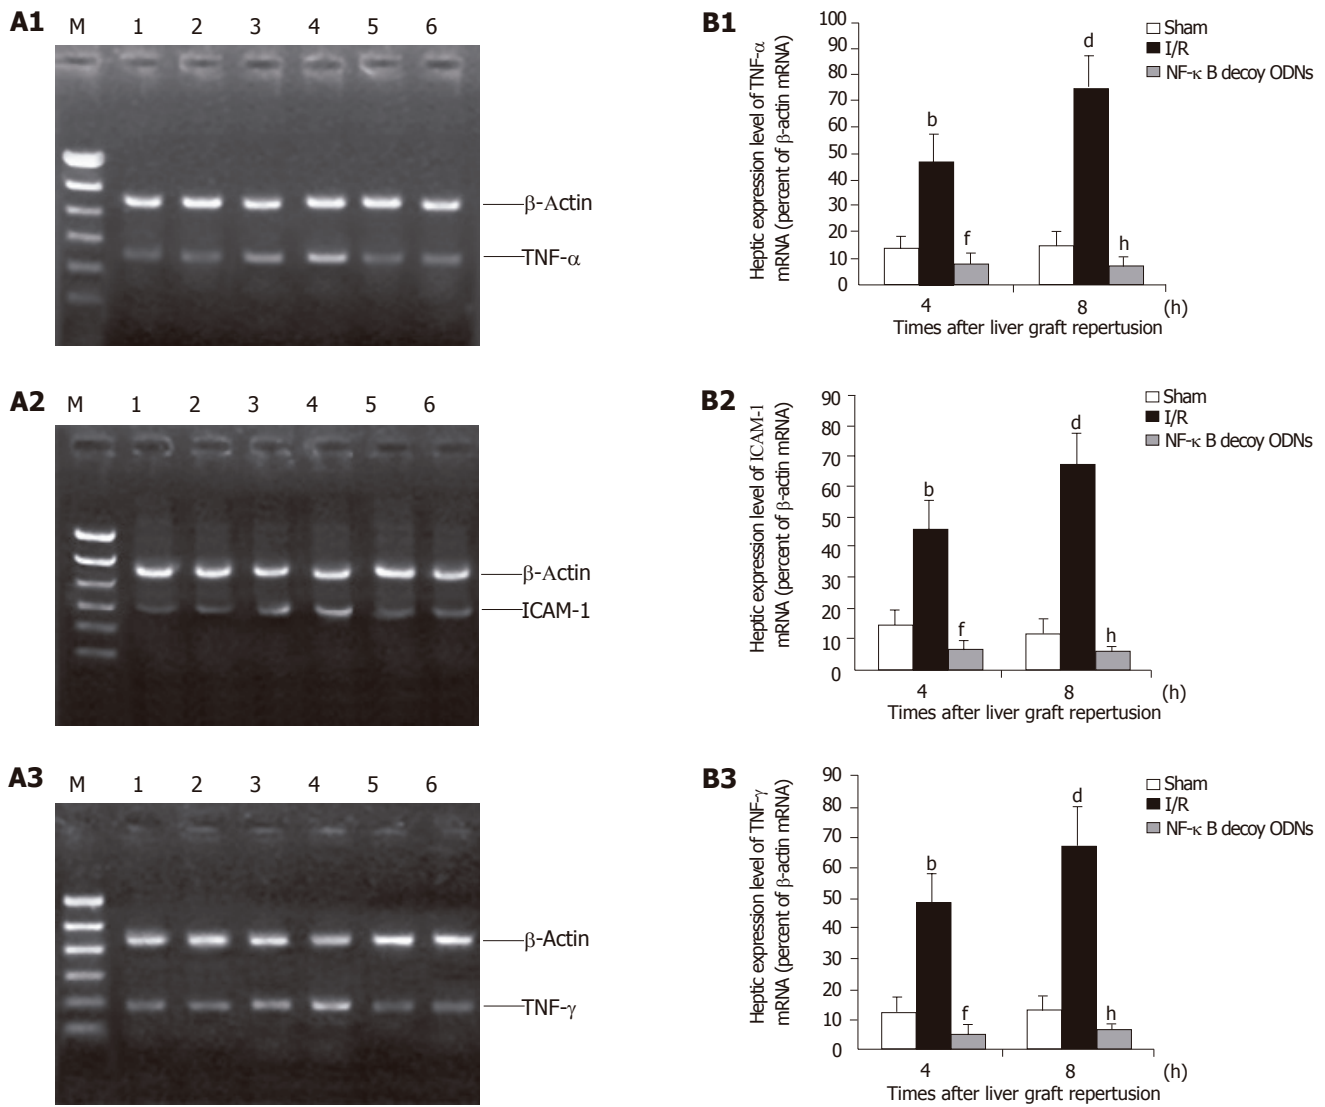 A1
M 1 2 3 4 5 6
β-Actin
TNF-α
B1
Heptic expression level of TNF-α
mRNA (percent of β-actin mRNA)
100
90
80
70
60
50
40
30
20
10
0
b
f
d
h
4 8 (h)
Times after liver graft repertusion
Sham
I/R
NF-κ B decoy ODNs
A2
M 1 2 3 4 5 6
β-Actin
ICAM-1
B2
Heptic expression level of ICAM-1
mRNA (percent of β-actin mRNA)
90
80
70
60
50
40
30
20
10
0
b
f
d
h
4 8 (h)
Times after liver graft repertusion
Sham
I/R
NF-κ B decoy ODNs
A3
M 1 2 3 4 5 6
β-Actin
TNF-γ
B3
Heptic expression level of TNF-γ
mRNA (percent of β-actin mRNA)
90
80
70
60
50
40
30
20
10
0
b
f
d
h
4 8 (h)
Times after liver graft repertusion
Sham
I/R
NF-κ B decoy ODNs